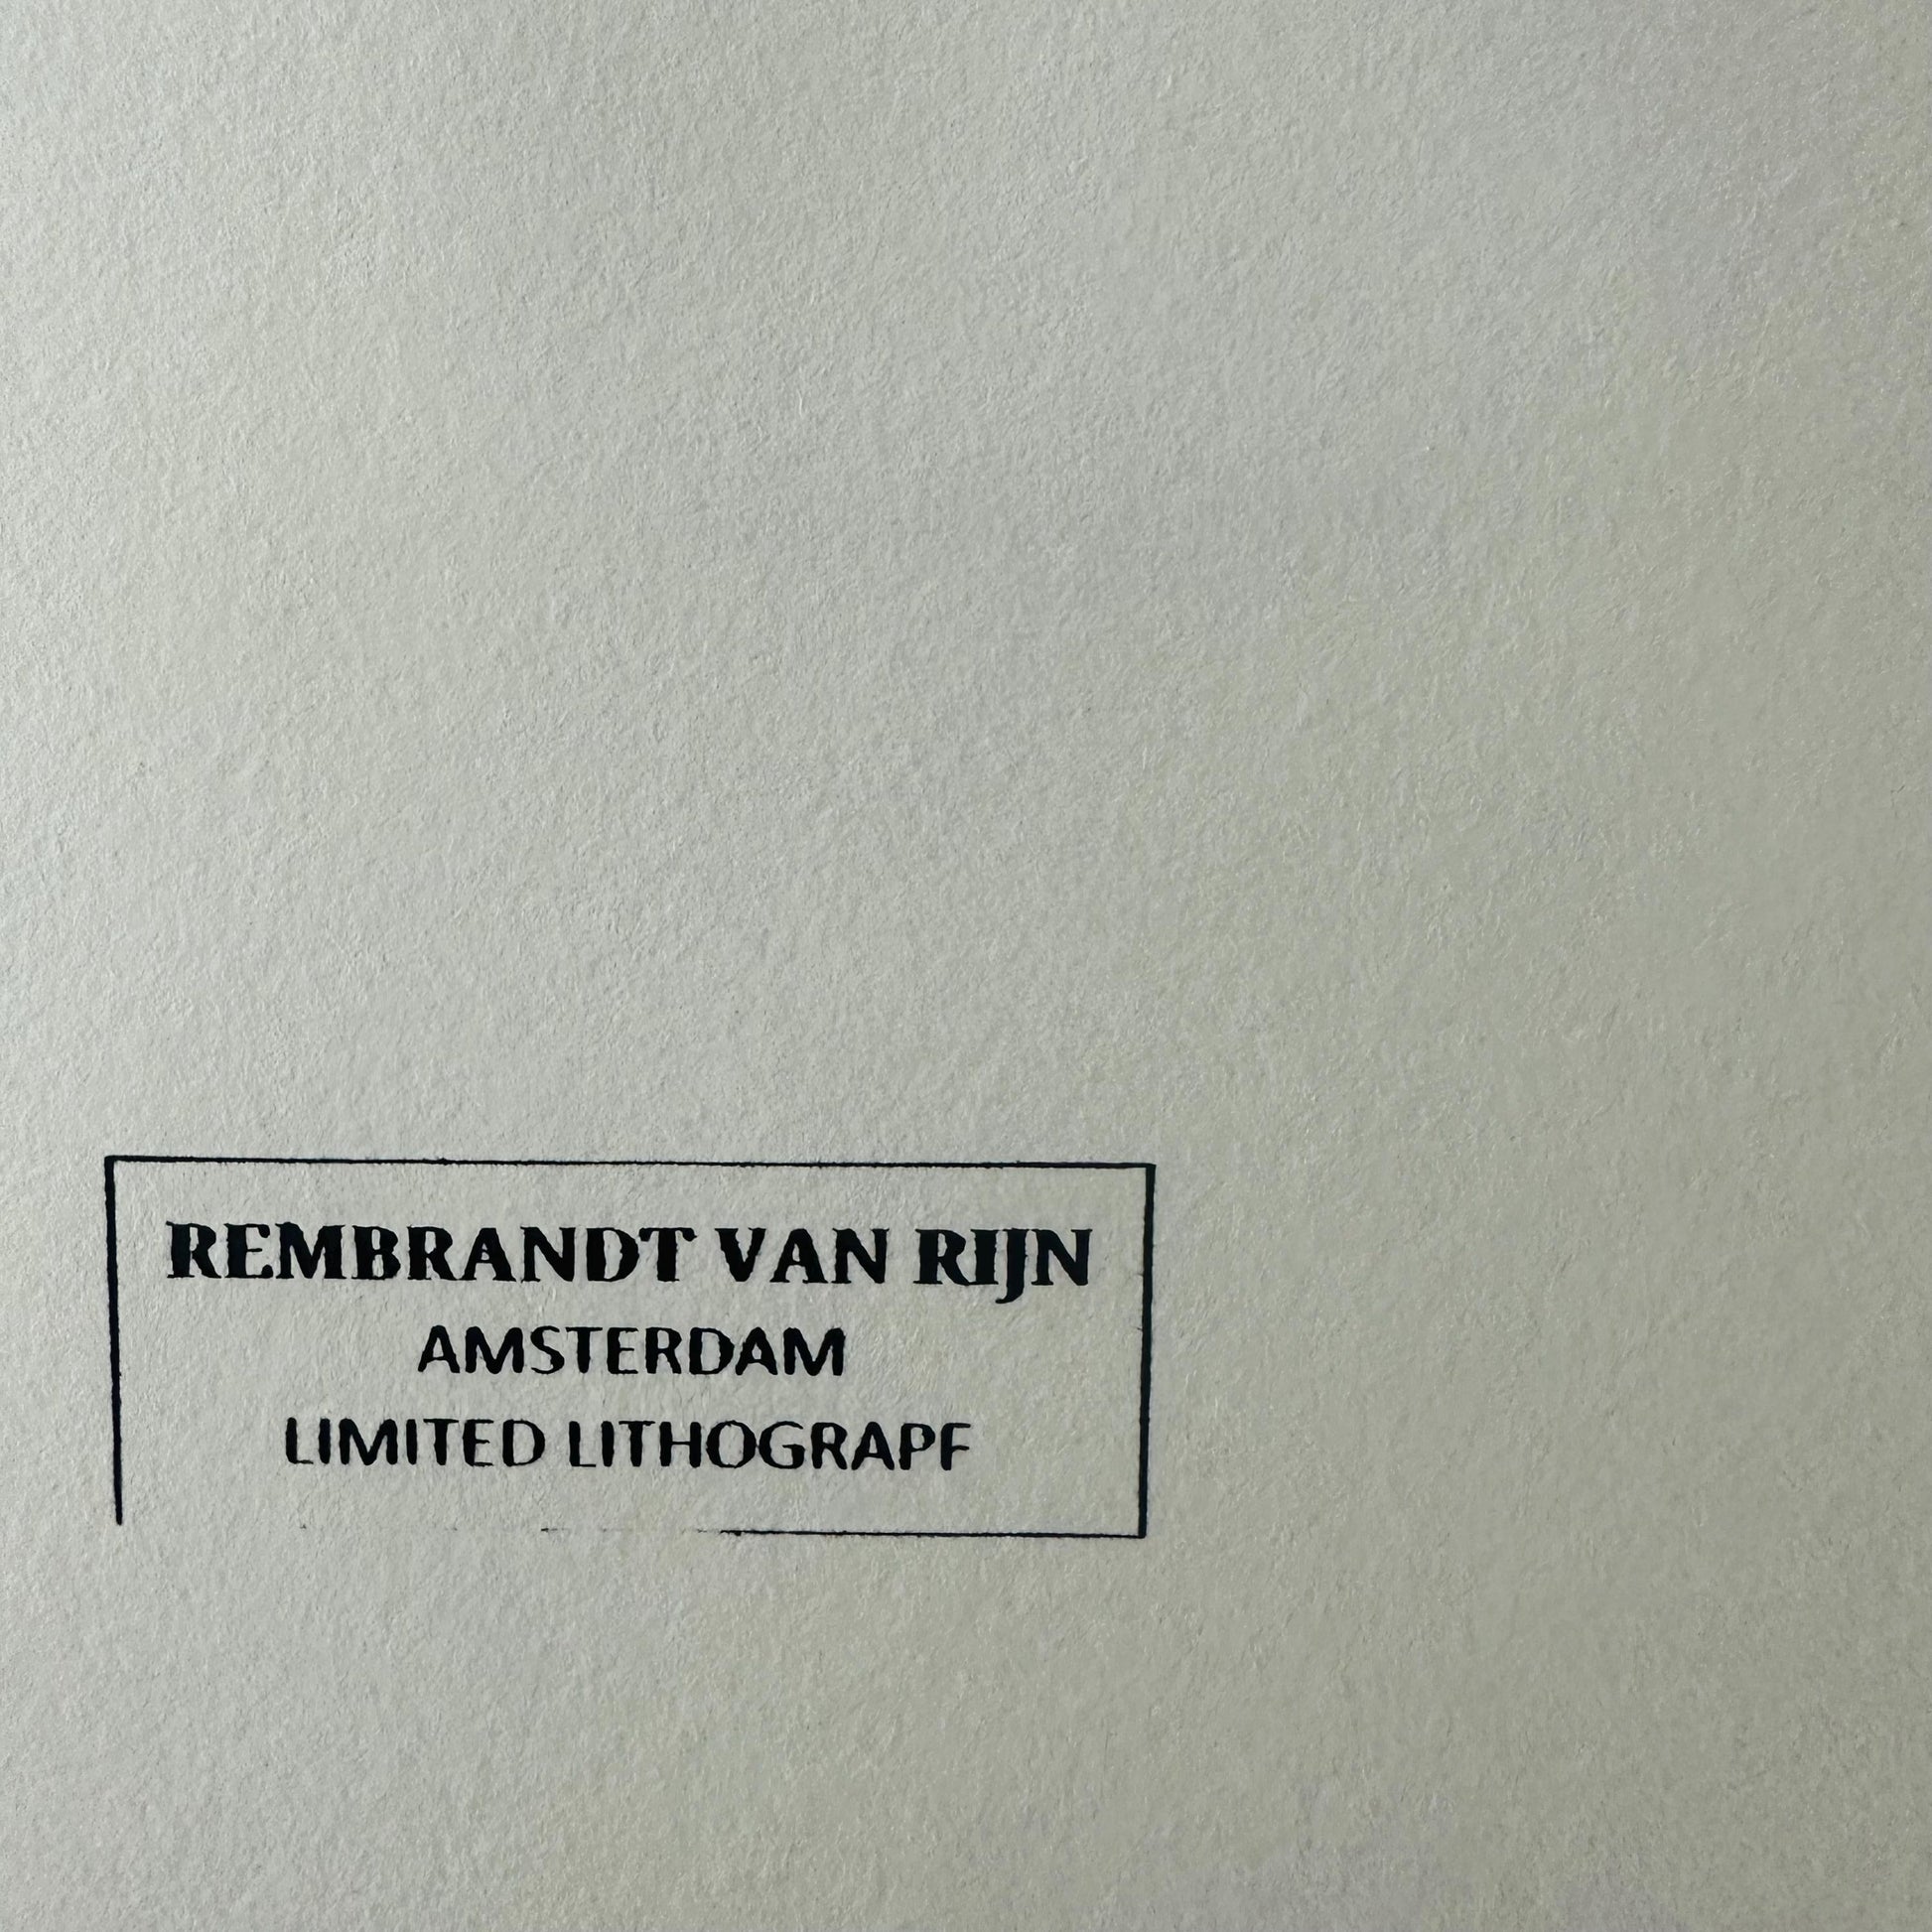 REMBRANDT VAN RIJN
AMSTERDAM
LIMITED LITHOGRAPF